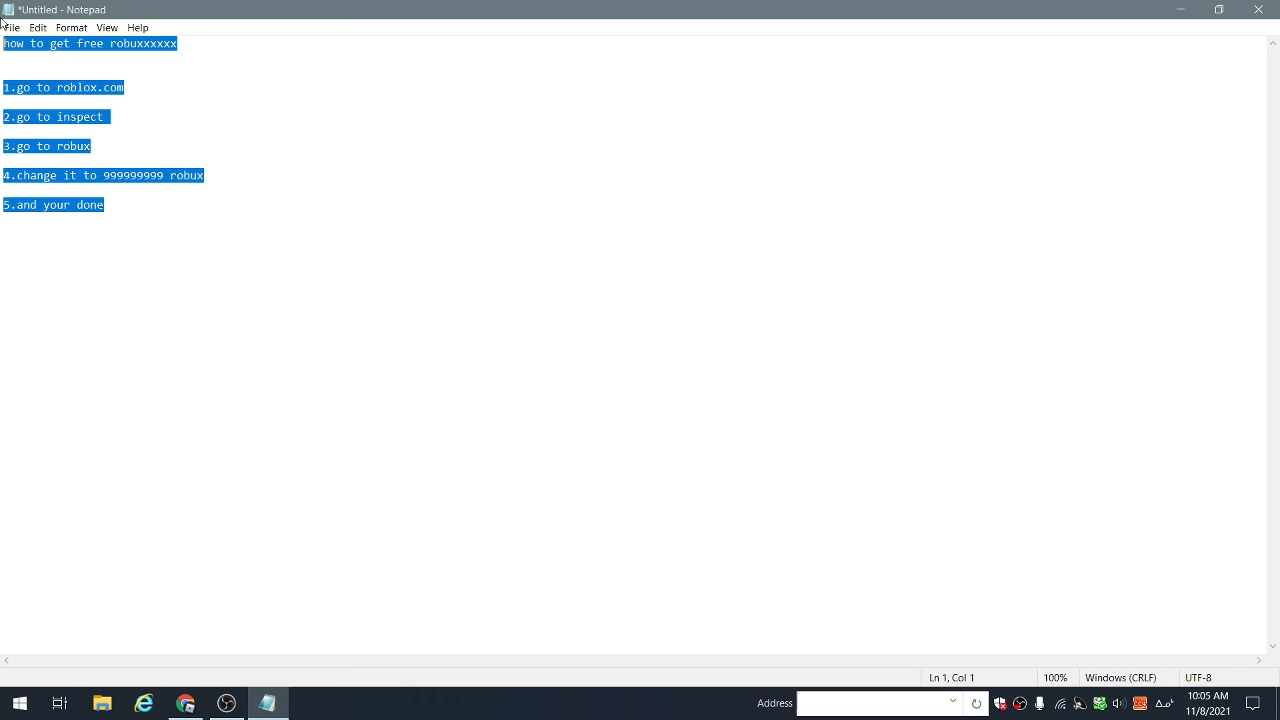 *Untitled - Notepad
File Edit Format View Help
how to get free robuxxxxxx
1.go to roblox.com
2.go to inspect
3.go to robux
4.change it to 999999999 robux
5.and your done
Ln 1, Col 1 100% Windows (CRLF) UTF-8
Address
10:05 AM
11/8/2021